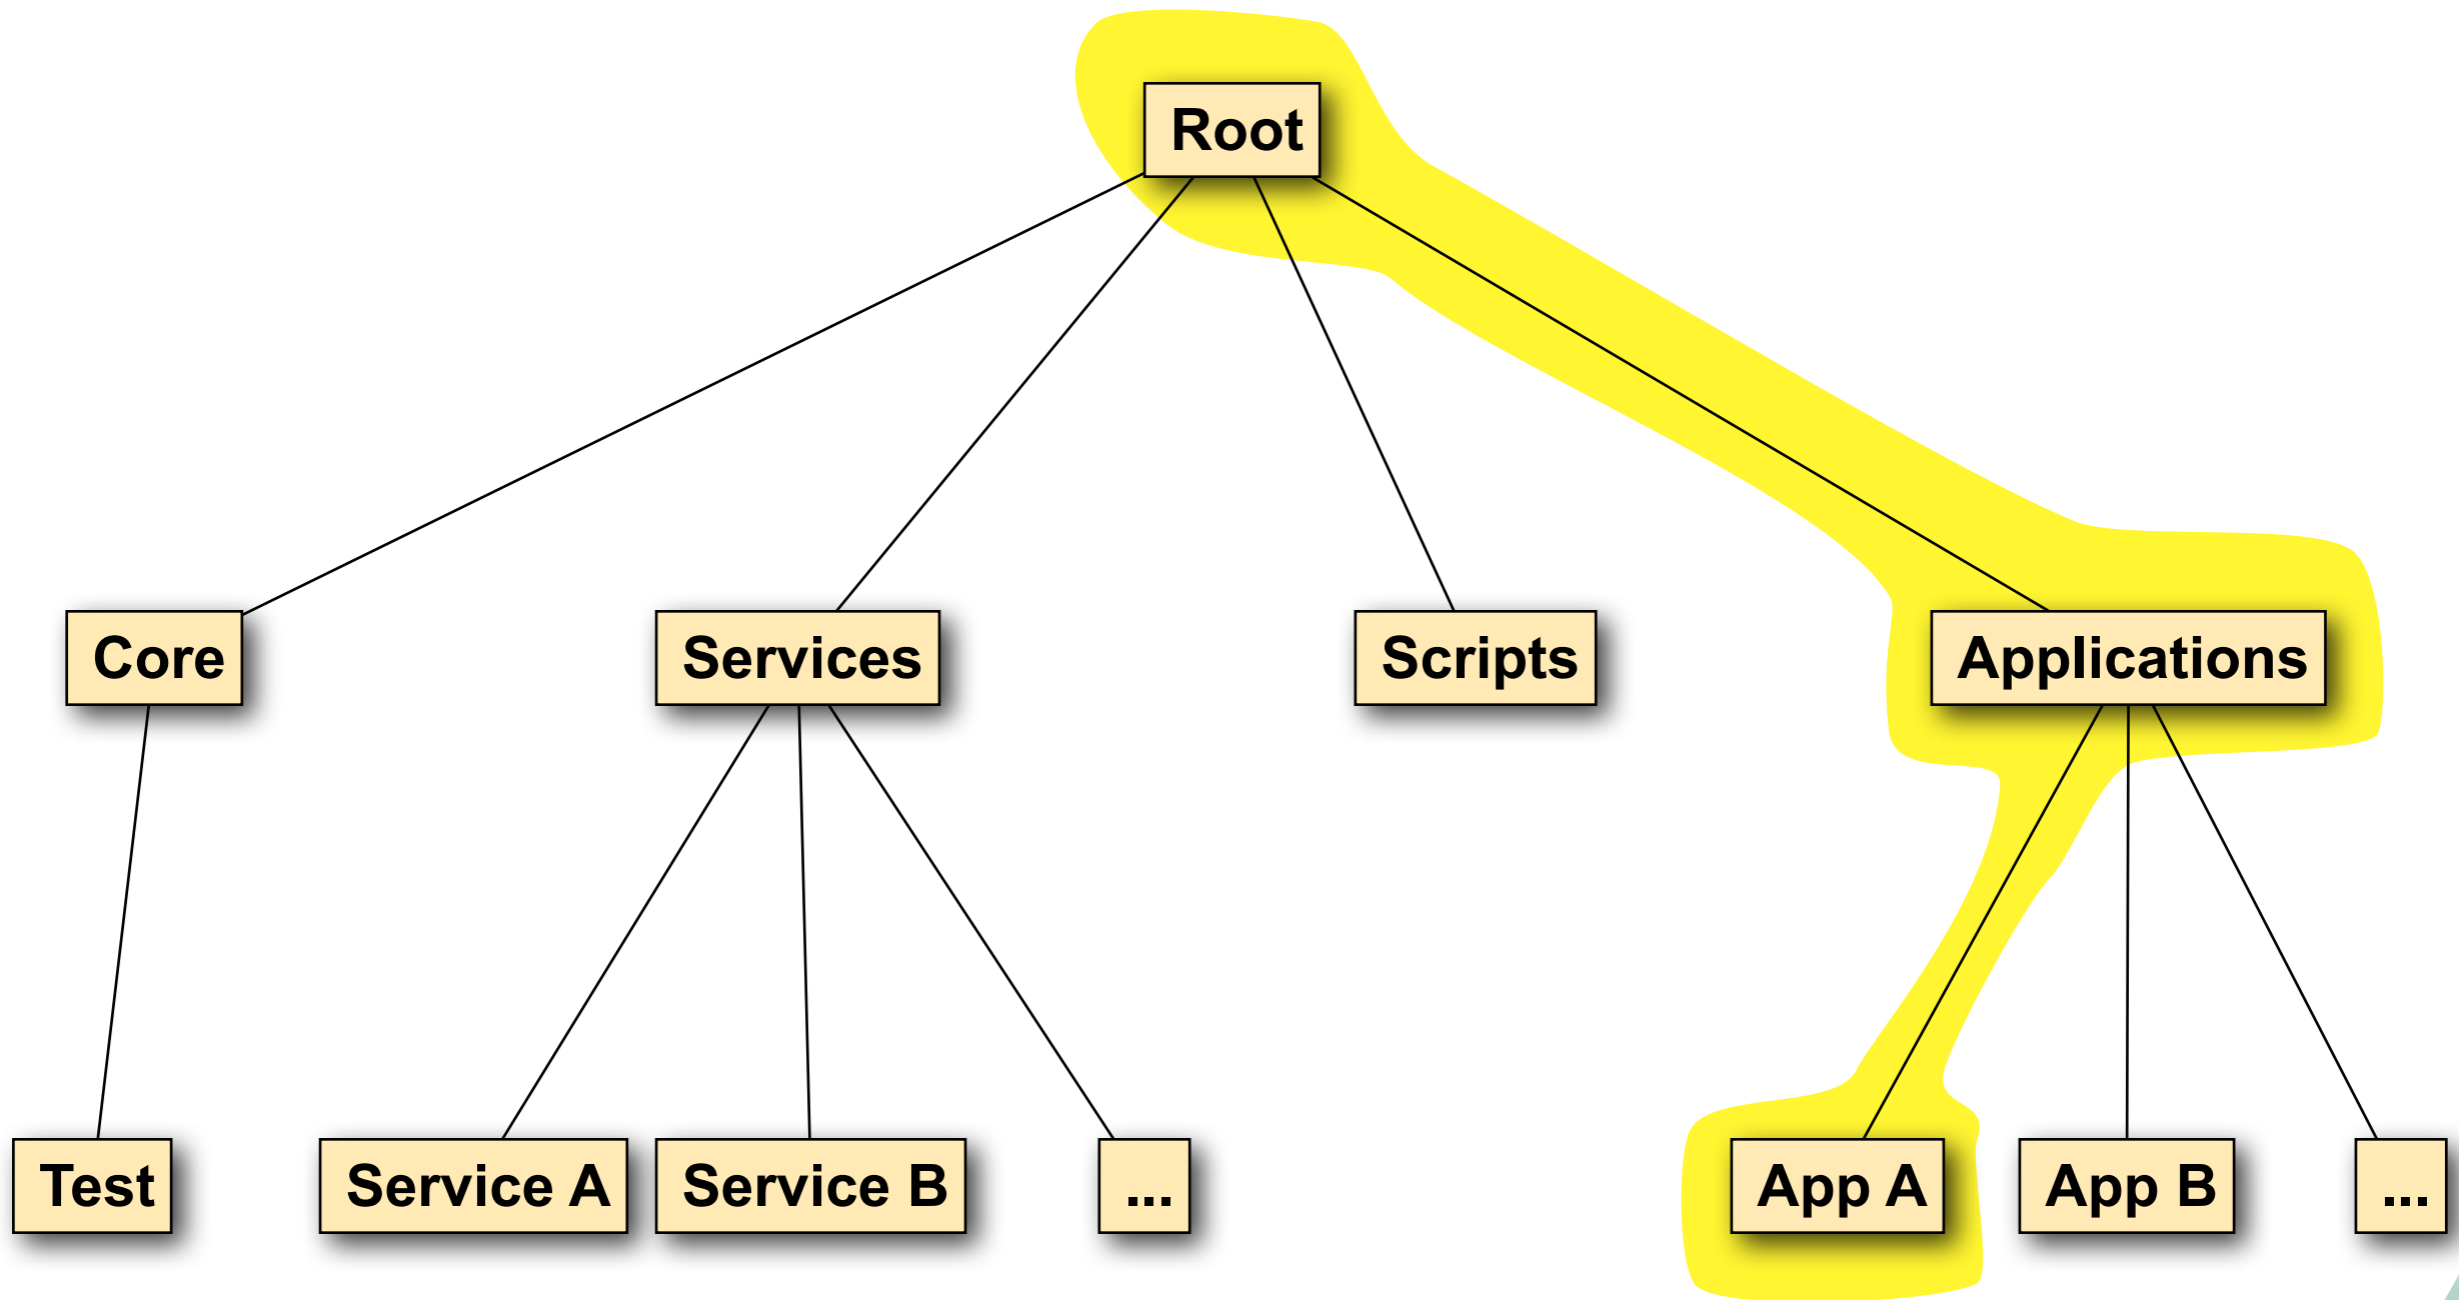 Root
Core
Services
Scripts
Applications
Test
Service A
Service B
...
App A
App B
...